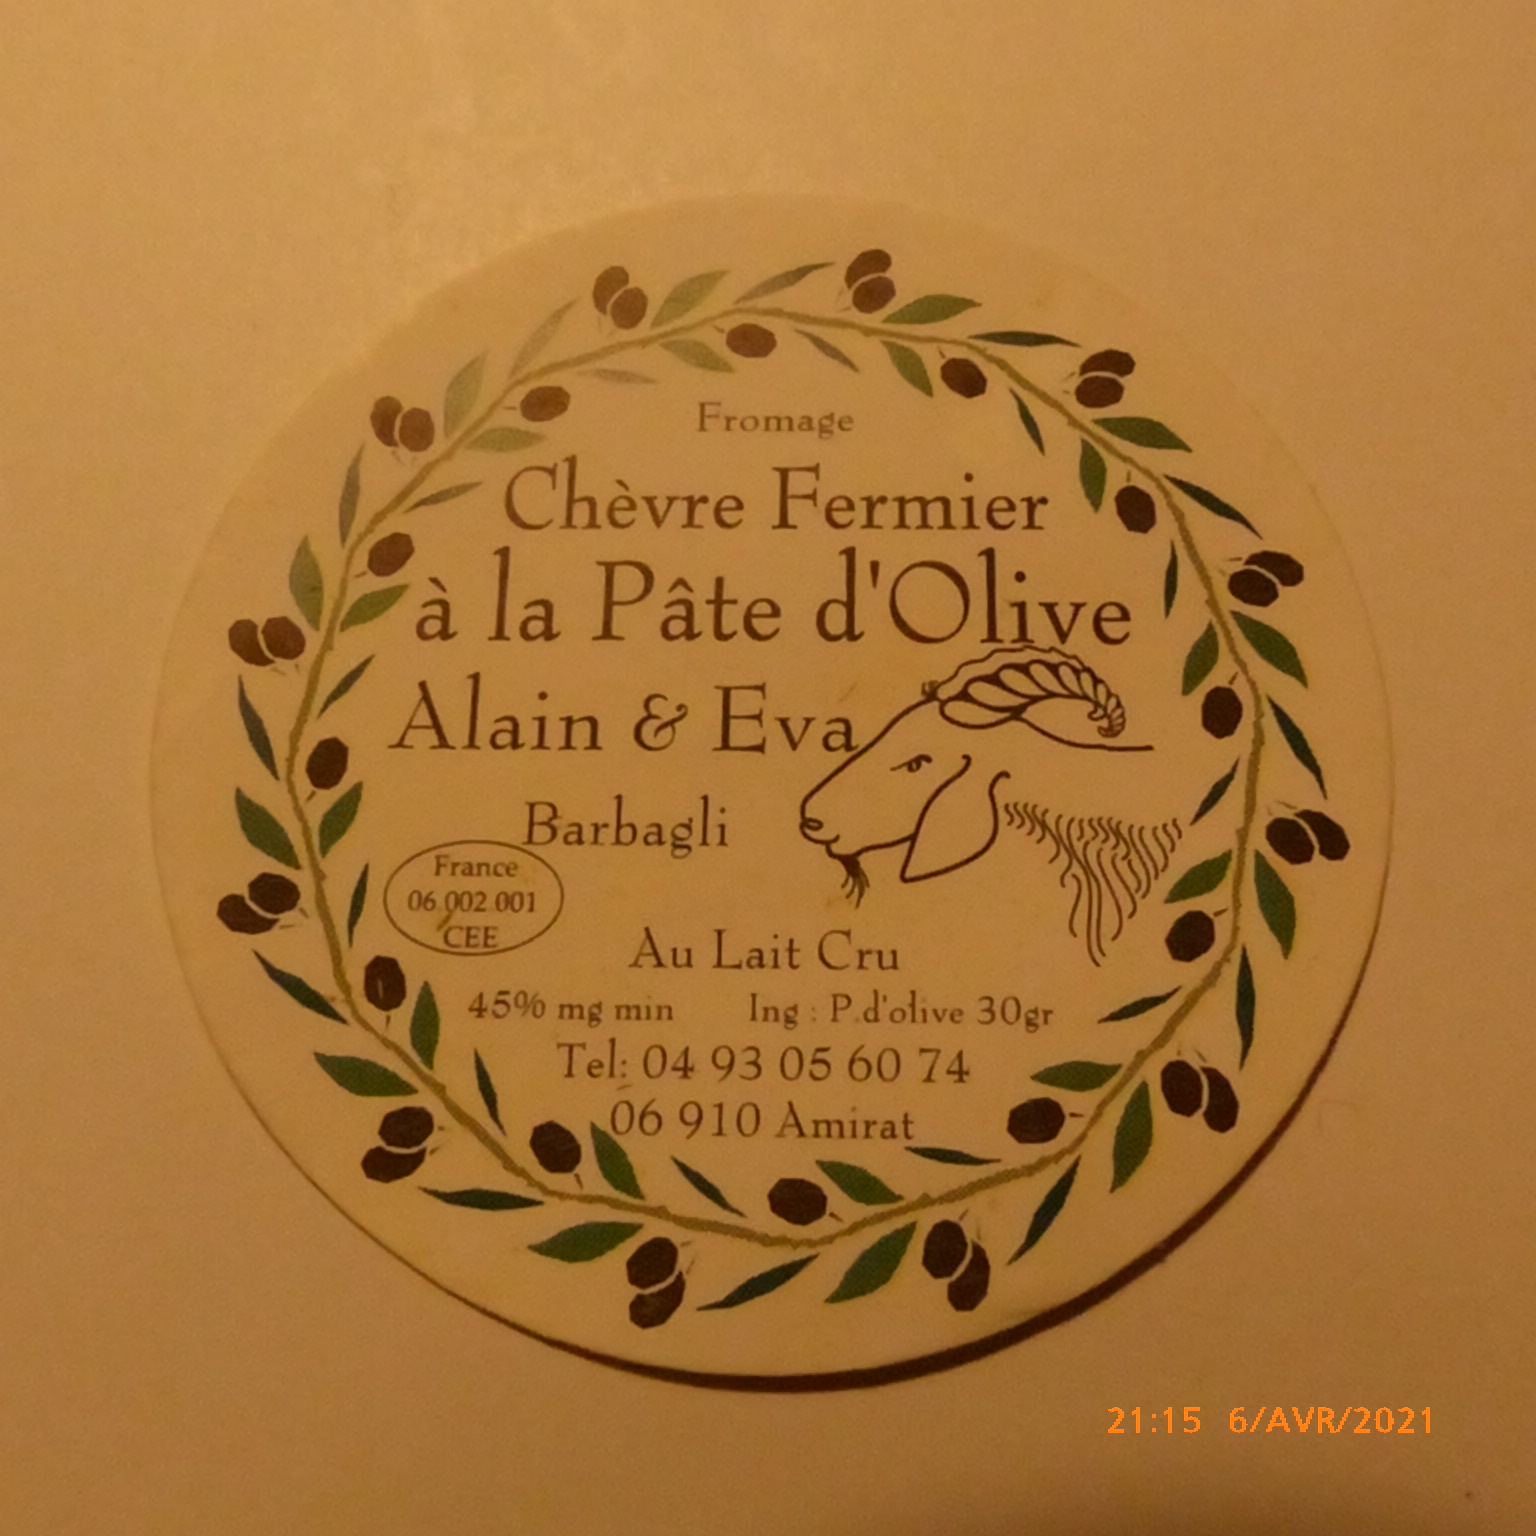 Fromage
Chèvre Fermier
à la Pâte d'Olive
Alain & Eva
Barbagli
France
06 002 001
CEE
Au Lait Cru
45% mg min Ing : P.d'olive 30gr
Tel: 04 93 05 60 74
06 910 Amirat
21:15 6/AVR/2021